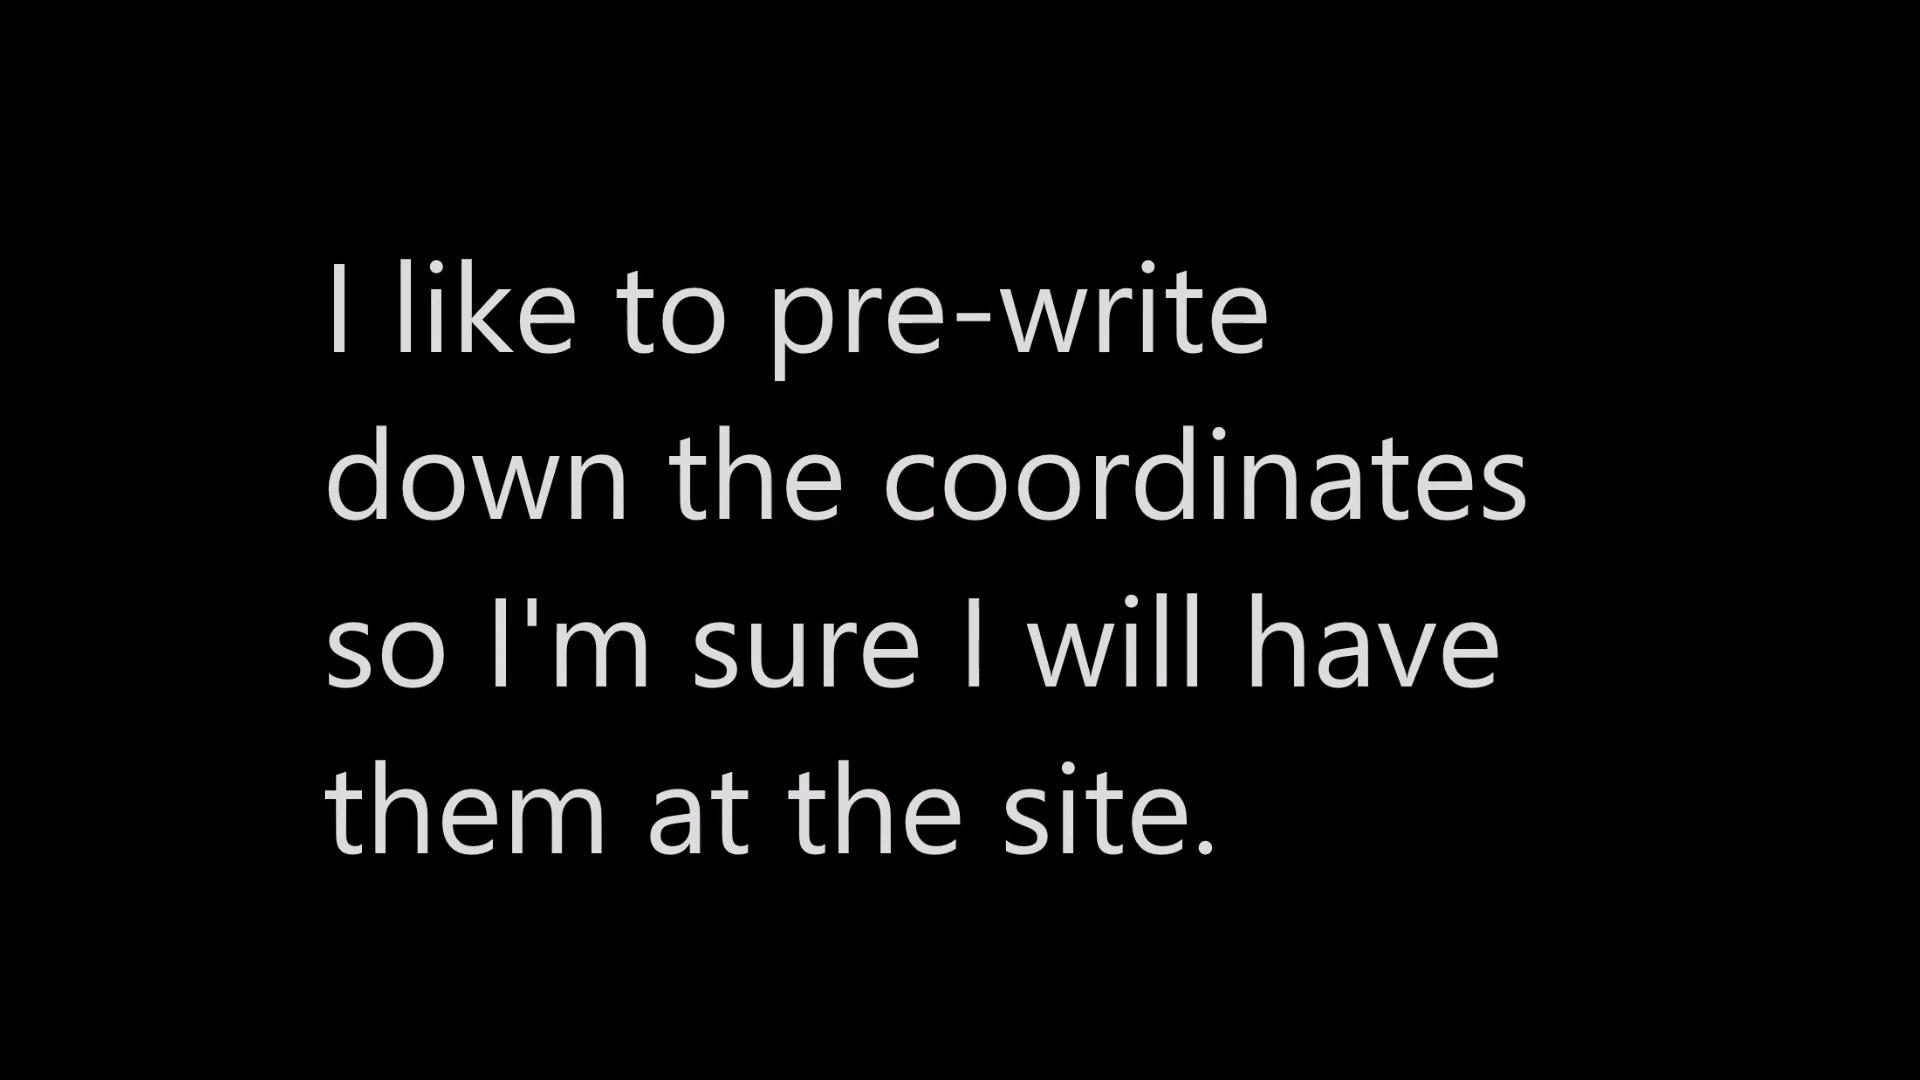 I like to pre-write
down the coordinates
so I'm sure I will have
them at the site.